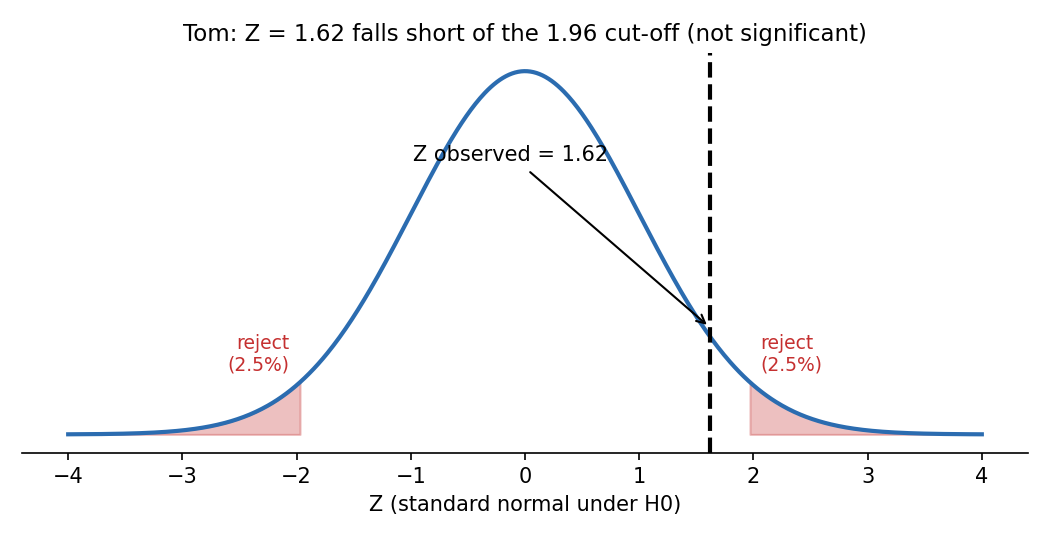 Tom: Z = 1.62 falls short of the 1.96 cut-off (not significant)
Z observed = 1.62
reject
(2.5%)
reject
(2.5%)
−4 −3 −2 −1 0 1 2 3 4
Z (standard normal under H0)